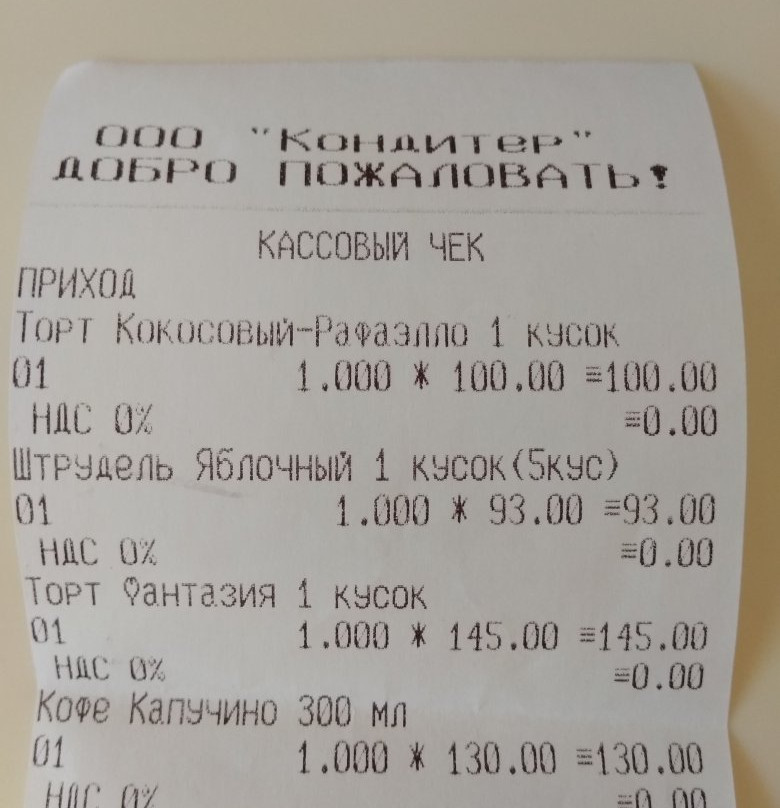 ООО "Кондитер"
ДОБРО ПОЖАЛОВАТЬ!
КАССОВЫЙ ЧЕК
ПРИХОД
Торт Кокосовый-Рафаэлло 1 кусок
01 1.000 * 100.00 ≡100.00
НДС 0% ≡0.00
Штрудель Яблочный 1 кусок(5кус)
01 1.000 * 93.00 ≡93.00
НДС 0% ≡0.00
Торт Фантазия 1 кусок
01 1.000 * 145.00 ≡145.00
НДС 0% ≡0.00
Кофе Капучино 300 мл
01 1.000 * 130.00 ≡130.00
НДС 0% ≡0.00